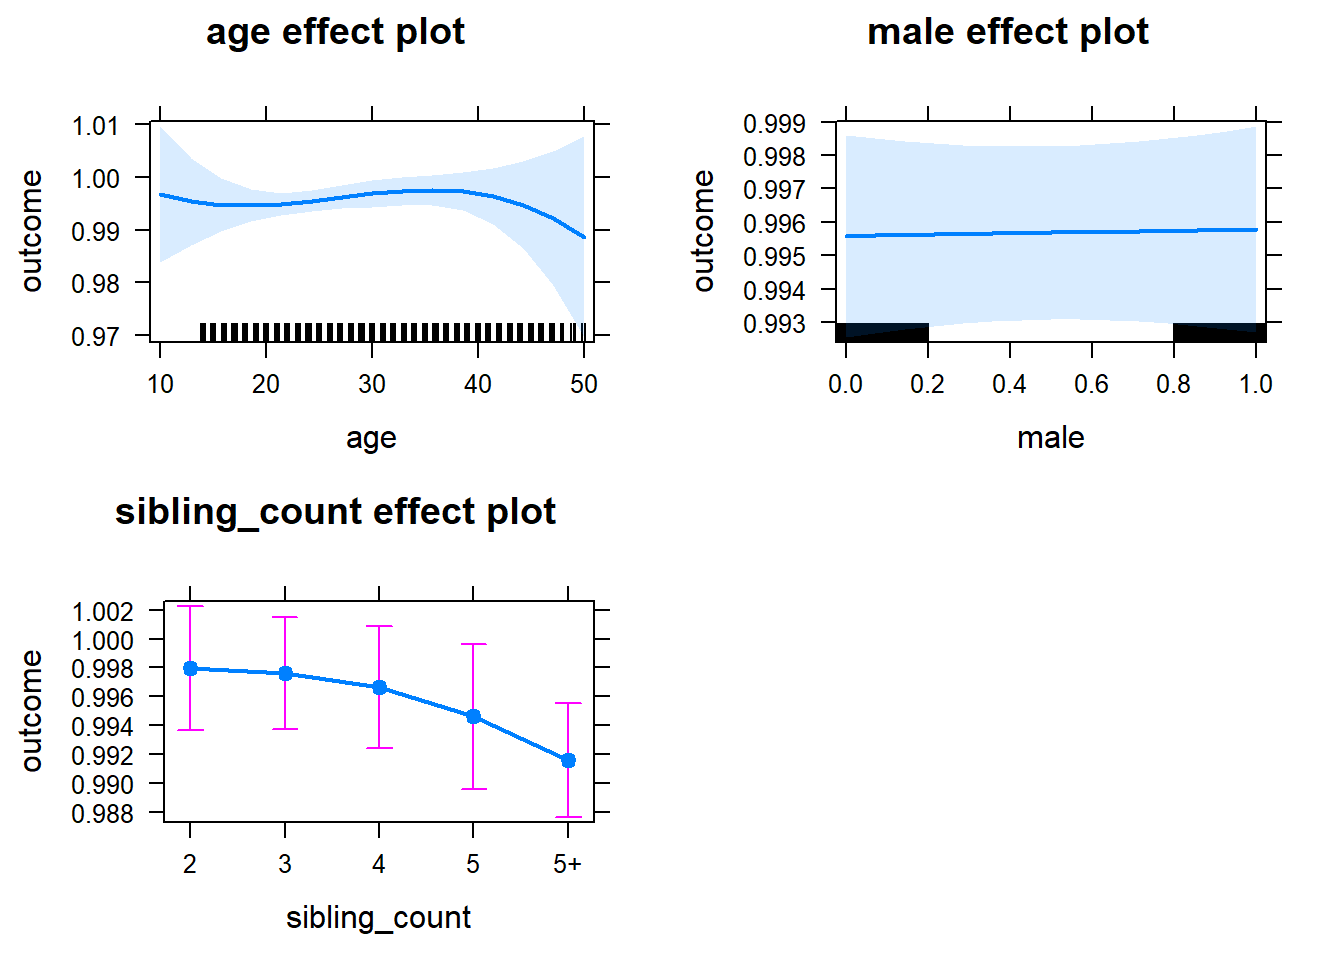 age effect plot
outcome
1.01
1.00
0.99
0.98
0.97
10 20 30 40 50
age
male effect plot
outcome
0.999
0.998
0.997
0.996
0.995
0.994
0.993
0.0 0.2 0.4 0.6 0.8 1.0
male
sibling_count effect plot
outcome
1.002
1.000
0.998
0.996
0.994
0.992
0.990
0.988
2 3 4 5 5+
sibling_count